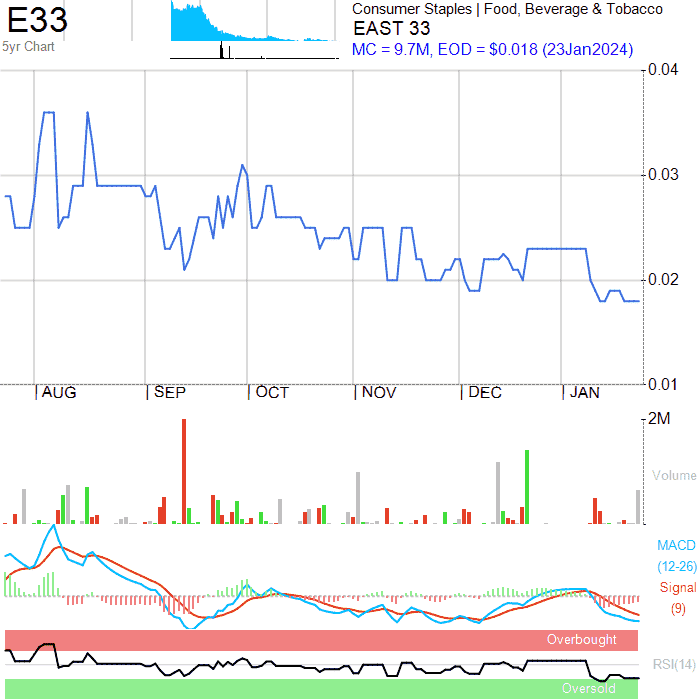 E33
5yr Chart
Consumer Staples | Food, Beverage & Tobacco
EAST 33
MC = 9.7M, EOD = $0.018 (23Jan2024)
0.04
0.03
0.02
0.01
AUG SEP OCT NOV DEC JAN
2M
Volume
MACD
(12-26)
Signal
(9)
Overbought
RSI(14)
Oversold